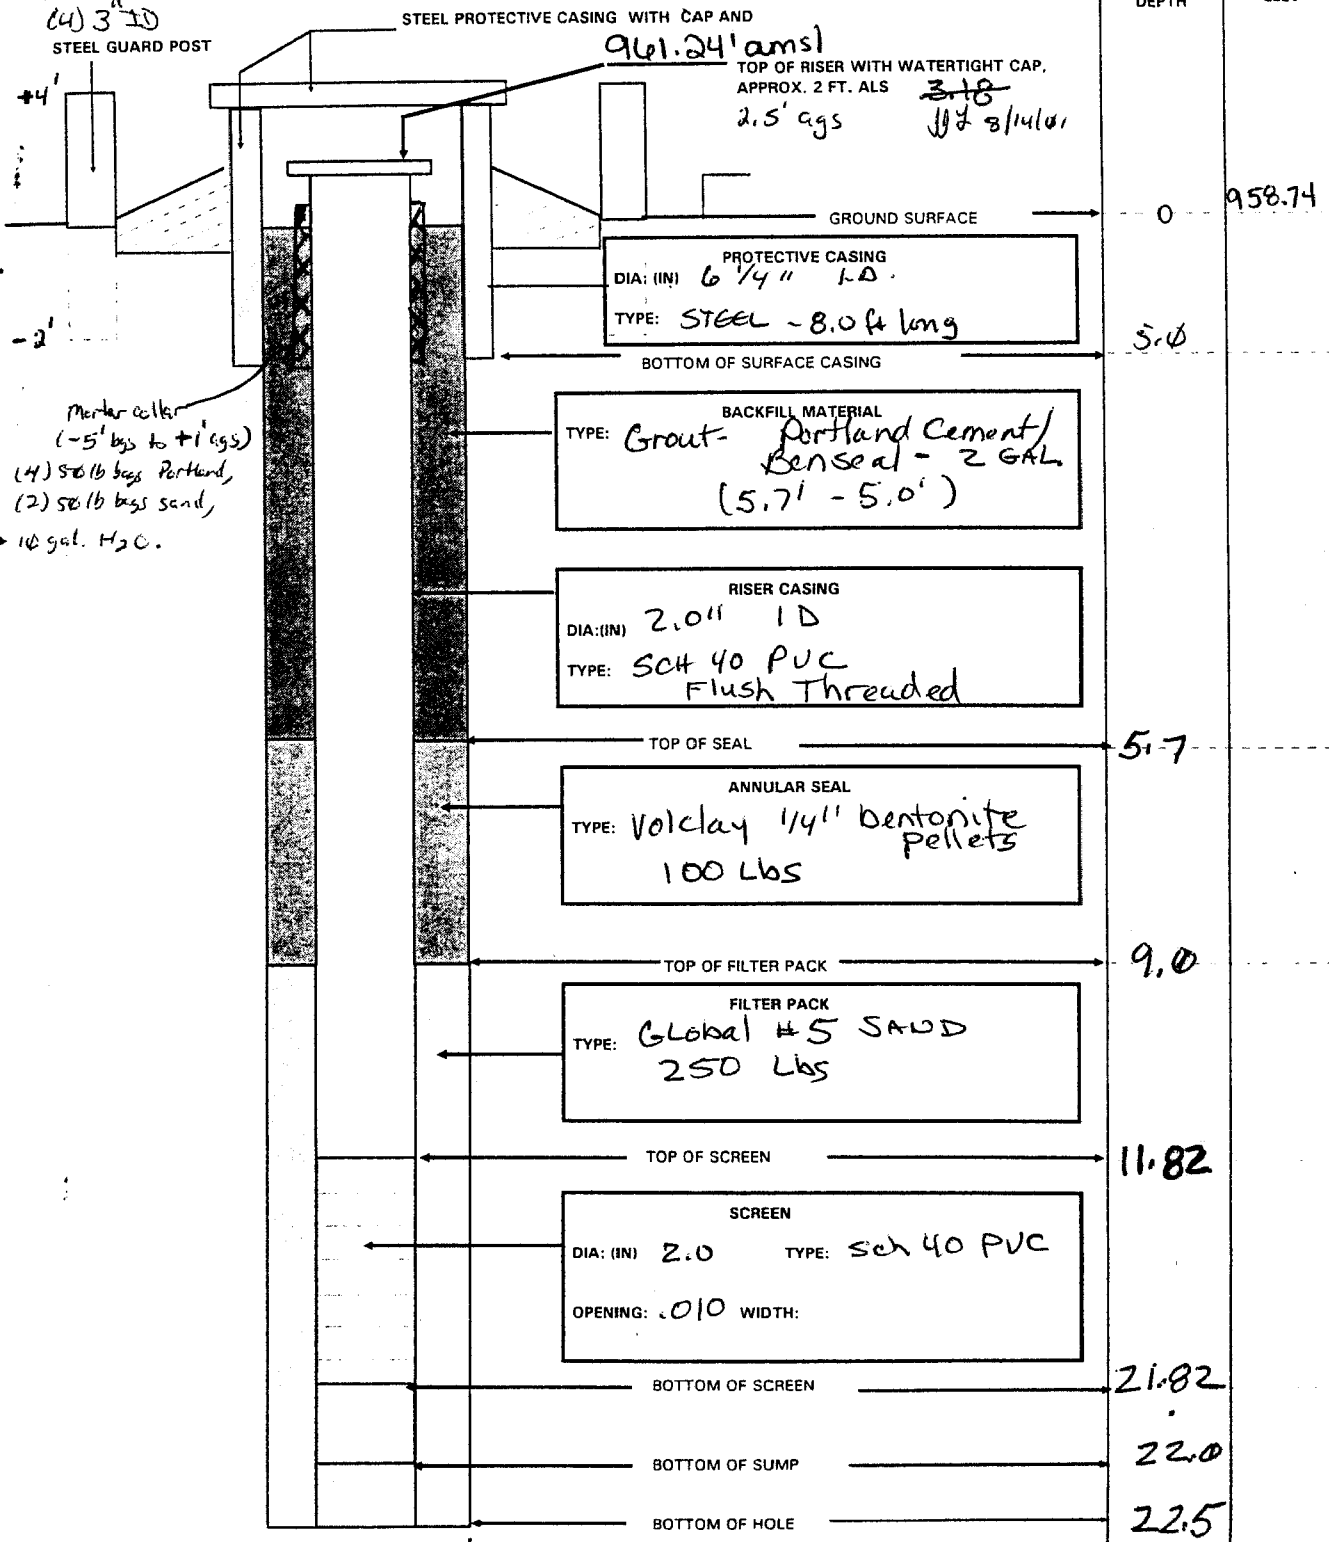 (4) 3" ID
STEEL GUARD POST
STEEL PROTECTIVE CASING WITH CAP AND
DEPTH
961.24' amsl
TOP OF RISER WITH WATERTIGHT CAP,
APPROX. 2 FT. ALS 3.18
2.5' ags 8/14/01
+4'
GROUND SURFACE 0 958.74
PROTECTIVE CASING
DIA: (IN) 6 1/4" I.D.
TYPE: STEEL ~ 8.0 ft long
-2'
BOTTOM OF SURFACE CASING 5.0
Mortar collar
(-5' bgs to +1' ags)
(4) 50 lb bags Portland,
(2) 50 lb bags sand,
10 gal. H2O.
BACKFILL MATERIAL
TYPE: Grout- Portland Cement/
Benseal - 2 GAL
(5.7' - 5.0')
RISER CASING
DIA:(IN) 2.0" ID
TYPE: SCH 40 PVC
Flush Threaded
TOP OF SEAL 5.7
ANNULAR SEAL
TYPE: Volclay 1/4" bentonite
pellets
100 Lbs
TOP OF FILTER PACK 9.0
FILTER PACK
TYPE: GLobal #5 SAND
250 Lbs
TOP OF SCREEN 11.82
SCREEN
DIA: (IN) 2.0 TYPE: Sch 40 PVC
OPENING: .010 WIDTH:
BOTTOM OF SCREEN 21.82
BOTTOM OF SUMP 22.0
BOTTOM OF HOLE 22.5